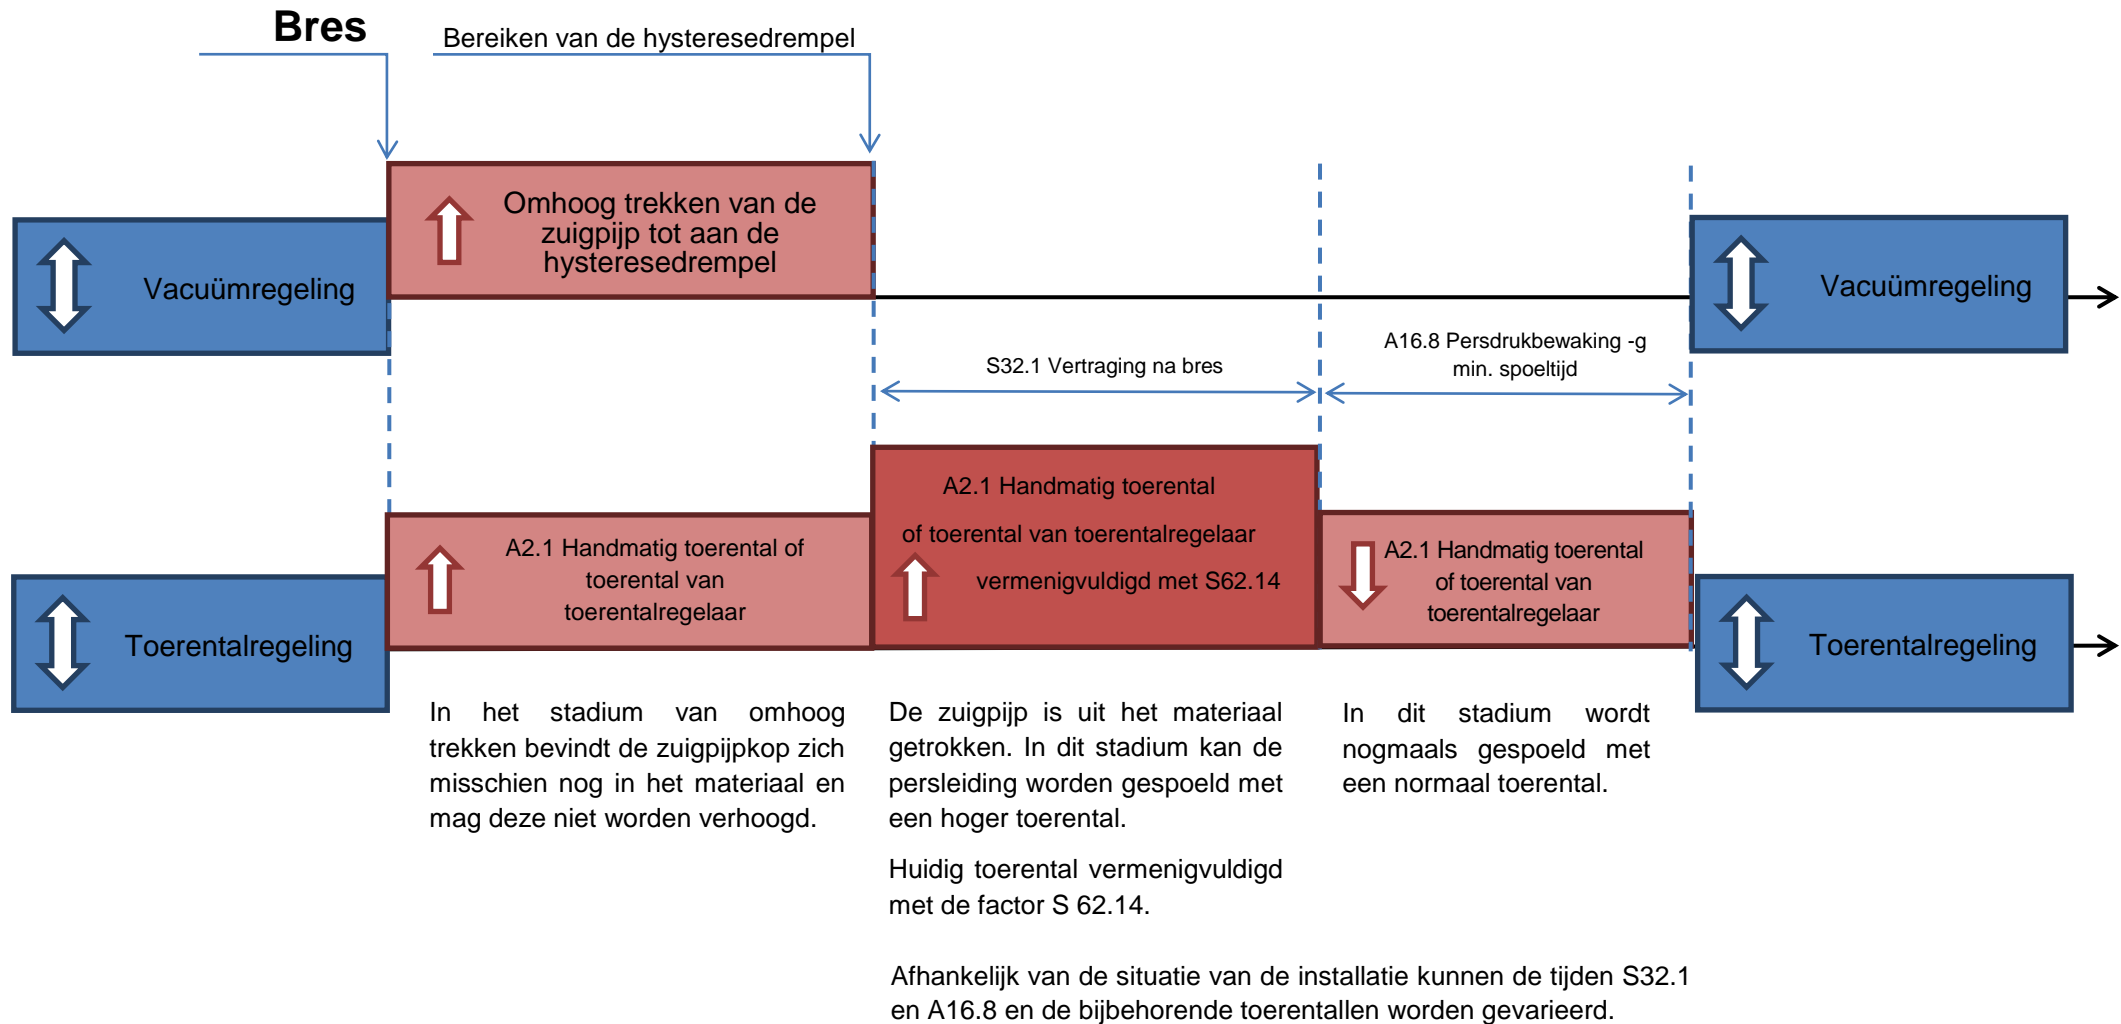 Bres
Bereiken van de hysteresedrempel
Omhoog trekken van de
zuigpijp tot aan de
hysteresedrempel
Vacuümregeling
Vacuümregeling
S32.1 Vertraging na bres
A16.8 Persdrukbewaking -g
min. spoeltijd
A2.1 Handmatig toerental
of toerental van toerentalregelaar
vermenigvuldigd met S62.14
A2.1 Handmatig toerental of
toerental van
toerentalregelaar
A2.1 Handmatig toerental
of toerental van
toerentalregelaar
Toerentalregeling
Toerentalregeling
In het stadium van omhoog
trekken bevindt de zuigpijpkop zich
misschien nog in het materiaal en
mag deze niet worden verhoogd.
De zuigpijp is uit het materiaal
getrokken. In dit stadium kan de
persleiding worden gespoeld met
een hoger toerental.
Huidig toerental vermenigvuldigd
met de factor S 62.14.
In dit stadium wordt
nogmaals gespoeld met
een normaal toerental.
Afhankelijk van de situatie van de installatie kunnen de tijden S32.1
en A16.8 en de bijbehorende toerentallen worden gevarieerd.